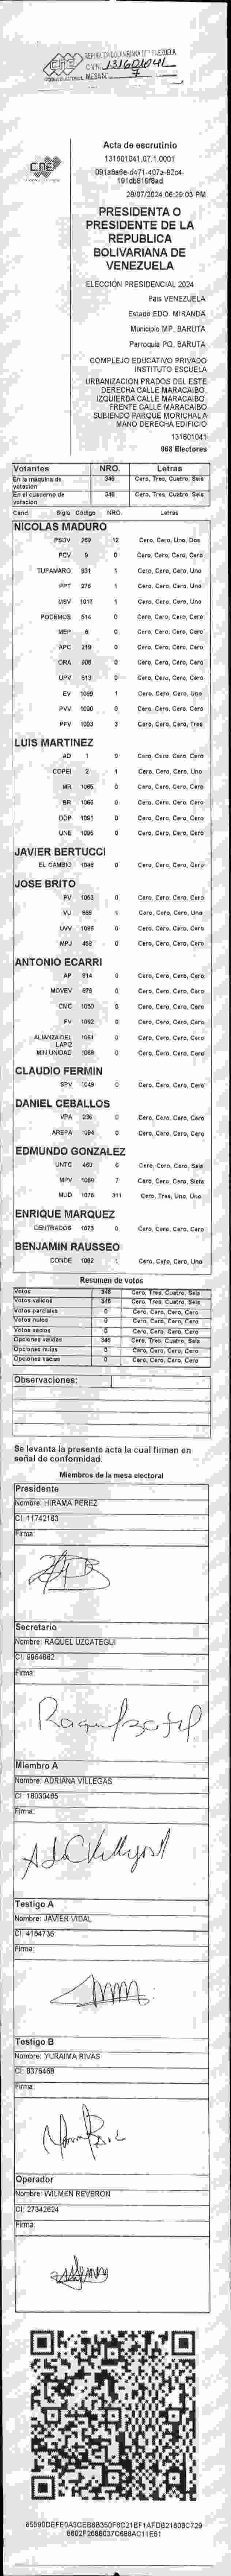 REPÚBLICA BOLIVARIANA DE VENEZUELA
CNE
C.V.Nº. 131601041
PODER ELECTORAL MESA Nº. 7
CNE
Acta de escrutinio
131601041.07.1.0001
28/07/2024 06:29:03 PM
PRESIDENTA O
PRESIDENTE DE LA
REPUBLICA
BOLIVARIANA DE
VENEZUELA
ELECCIÓN PRESIDENCIAL 2024
País VENEZUELA
Estado EDO. MIRANDA
Municipio MP. BARUTA
Parroquia PQ. BARUTA
COMPLEJO EDUCATIVO PRIVADO
INSTITUTO ESCUELA
URBANIZACION PRADOS DEL ESTE
DERECHA CALLE MARACAIBO.
IZQUIERDA CALLE MARACAIBO.
FRENTE CALLE MARACAIBO
SUBIENDO PARQUE MOROCHAL A
MANO DERECHA EDIFICIO
131601041
968 Electores
Votantes NRO. Letras
En la máquina de 346 Cero, Tres, Cuatro, Seis
votación
En el cuaderno de 346 Cero, Tres, Cuatro, Seis
votación
Cand. Sigla Código NRO. Letras
NICOLAS MADURO
PSUV 269 12 Cero, Cero, Uno, Dos
PCV 9 0 Cero, Cero, Cero, Cero
TUPAMARO 931 1 Cero, Cero, Cero, Uno
PPT 276 1 Cero, Cero, Cero, Uno
MSV 1017 1 Cero, Cero, Cero, Uno
PODEMOS 514 0 Cero, Cero, Cero, Cero
MEP 6 0 Cero, Cero, Cero, Cero
APC 219 0 Cero, Cero, Cero, Cero
ORA 908 0 Cero, Cero, Cero, Cero
UPV 613 0 Cero, Cero, Cero, Cero
EV 1099 1 Cero, Cero, Cero, Uno
PVV 1090 0 Cero, Cero, Cero, Cero
PFV 1093 3 Cero, Cero, Cero, Tres
LUIS MARTINEZ
AD 1 0 Cero, Cero, Cero, Cero
COPEI 2 1 Cero, Cero, Cero, Uno
MR 1065 0 Cero, Cero, Cero, Cero
BR 1066 0 Cero, Cero, Cero, Cero
DDP 1091 0 Cero, Cero, Cero, Cero
UNE 1095 0 Cero, Cero, Cero, Cero
JAVIER BERTUCCI
EL CAMBIO 1046 0 Cero, Cero, Cero, Cero
JOSE BRITO
PV 1053 0 Cero, Cero, Cero, Cero
VU 868 1 Cero, Cero, Cero, Uno
UVV 1096 0 Cero, Cero, Cero, Cero
MPJ 456 0 Cero, Cero, Cero, Cero
ANTONIO ECARRI
AP 814 0 Cero, Cero, Cero, Cero
MOVEV 876 0 Cero, Cero, Cero, Cero
CMC 1050 0 Cero, Cero, Cero, Cero
FV 1062 0 Cero, Cero, Cero, Cero
ALIANZA DEL 1061 0 Cero, Cero, Cero, Cero
LAPIZ
MIN UNIDAD 1068 0 Cero, Cero, Cero, Cero
CLAUDIO FERMIN
SPV 1049 0 Cero, Cero, Cero, Cero
DANIEL CEBALLOS
VPA 236 0 Cero, Cero, Cero, Cero
AREPA 1094 0 Cero, Cero, Cero, Cero
EDMUNDO GONZALEZ
UNTC 460 6 Cero, Cero, Cero, Seis
MPV 1060 7 Cero, Cero, Cero, Siete
MUD 1076 311 Cero, Tres, Uno, Uno
ENRIQUE MARQUEZ
CENTRADOS 1073 0 Cero, Cero, Cero, Cero
BENJAMIN RAUSSEO
CONDE 1082 1 Cero, Cero, Cero, Uno
Resumen de votos
Votos 346 Cero, Tres, Cuatro, Seis
Votos válidos 346 Cero, Tres, Cuatro, Seis
Votos parciales 0 Cero, Cero, Cero, Cero
Votos nulos 0 Cero, Cero, Cero, Cero
Votos vacíos 0 Cero, Cero, Cero, Cero
Opciones válidas 346 Cero, Tres, Cuatro, Seis
Opciones nulas 0 Cero, Cero, Cero, Cero
Opciones vacías 0 Cero, Cero, Cero, Cero
Observaciones:
Se levanta la presente acta la cual firman en
señal de conformidad.
Miembros de la mesa electoral
Presidente
Nombre: HIRAMA PEREZ
CI: 11742163
Firma:
Secretario
Nombre: RAQUEL UZCATEGUI
CI: 9964662
Firma:
Miembro A
Nombre: ADRIANA VILLEGAS
CI: 18030465
Firma:
Testigo A
Nombre: JAVIER VIDAL
CI: 4164736
Firma:
Testigo B
Nombre: YURAIMA RIVAS
CI: 8376468
Firma:
Operador
Nombre: WILMEN REVERON
CI: 27342624
Firma: